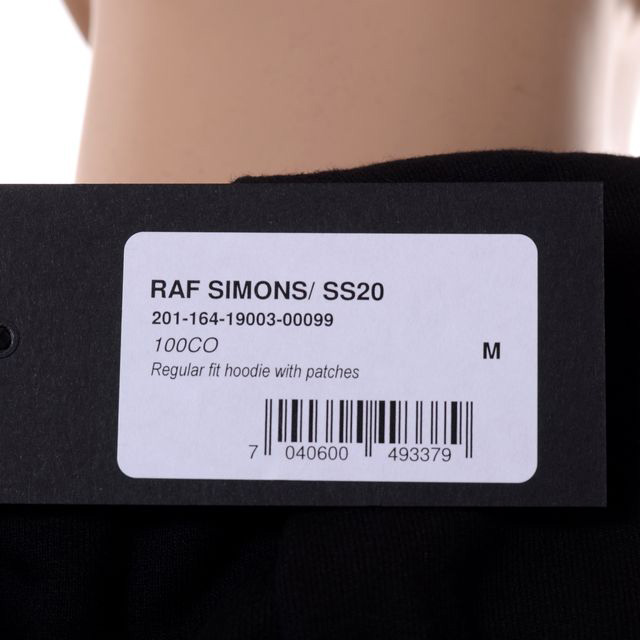 RAF SIMONS/ SS20
201-164-19003-00099
100CO
M
Regular fit hoodie with patches
7 040600 493379